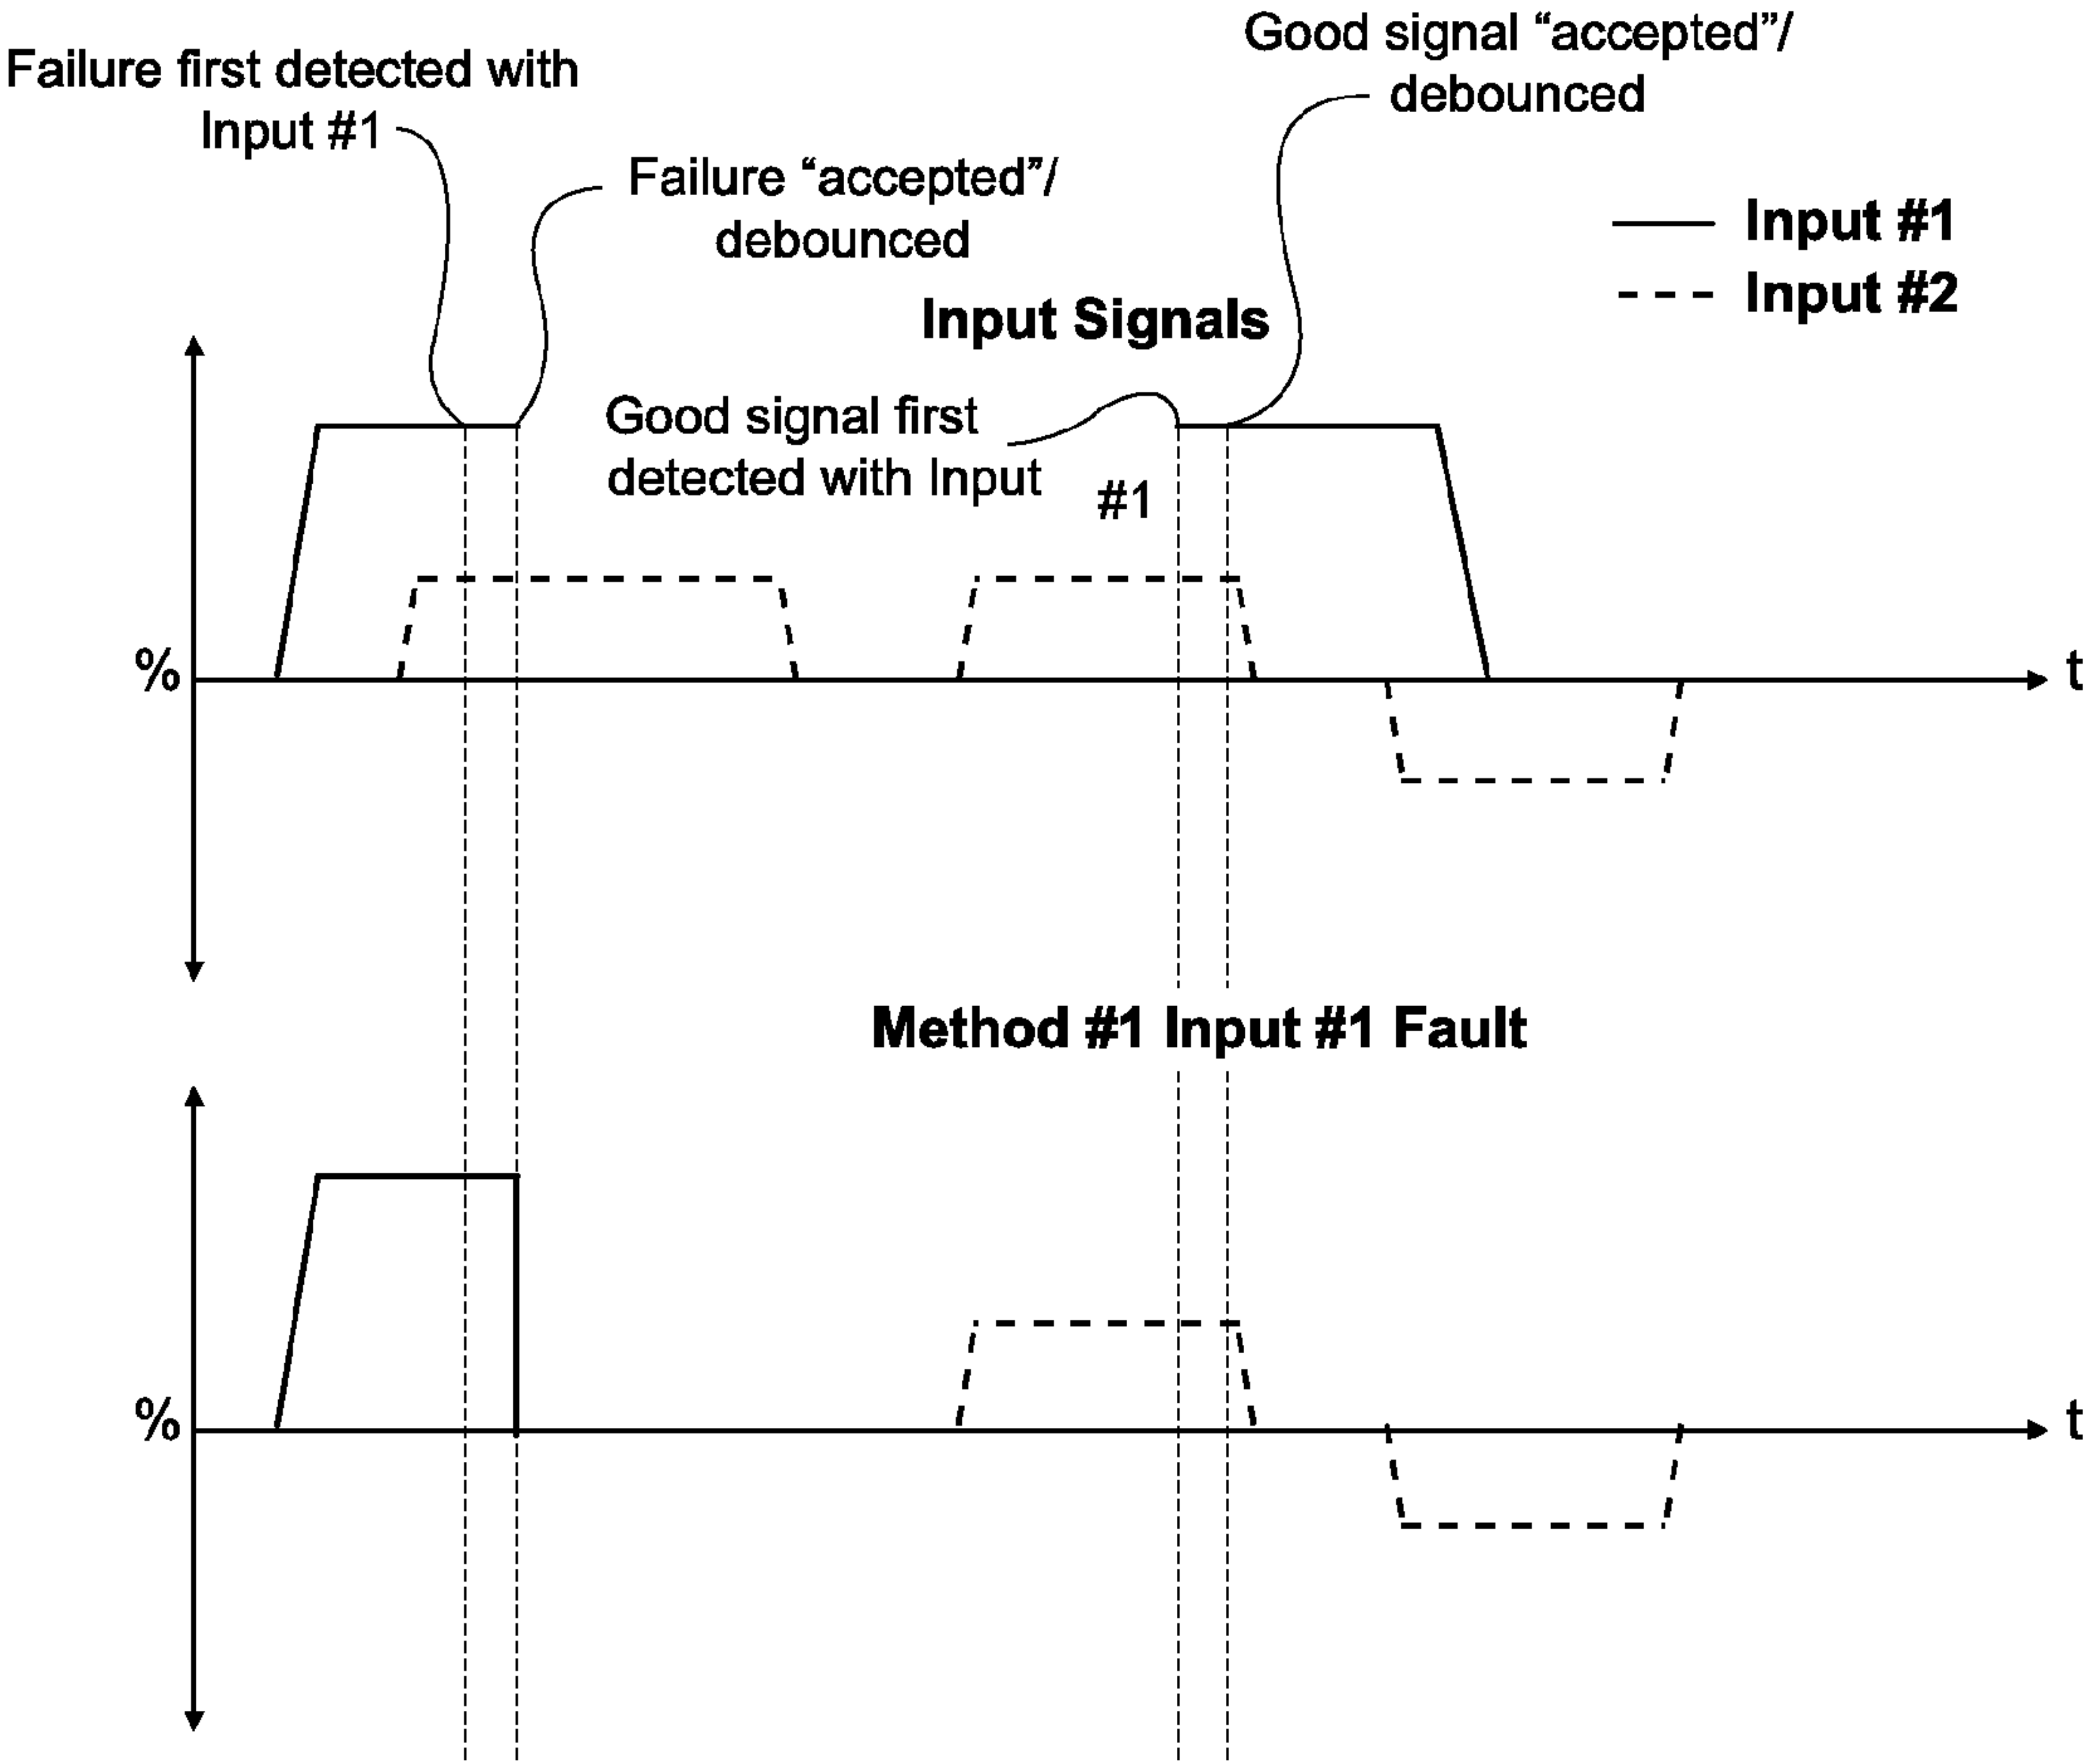 Good signal “accepted”/
debounced
Failure first detected with
Input #1
Failure “accepted”/
debounced
Input #1
Input #2
Input Signals
Good signal first
detected with Input
#1
%
t
Method #1 Input #1 Fault
%
t